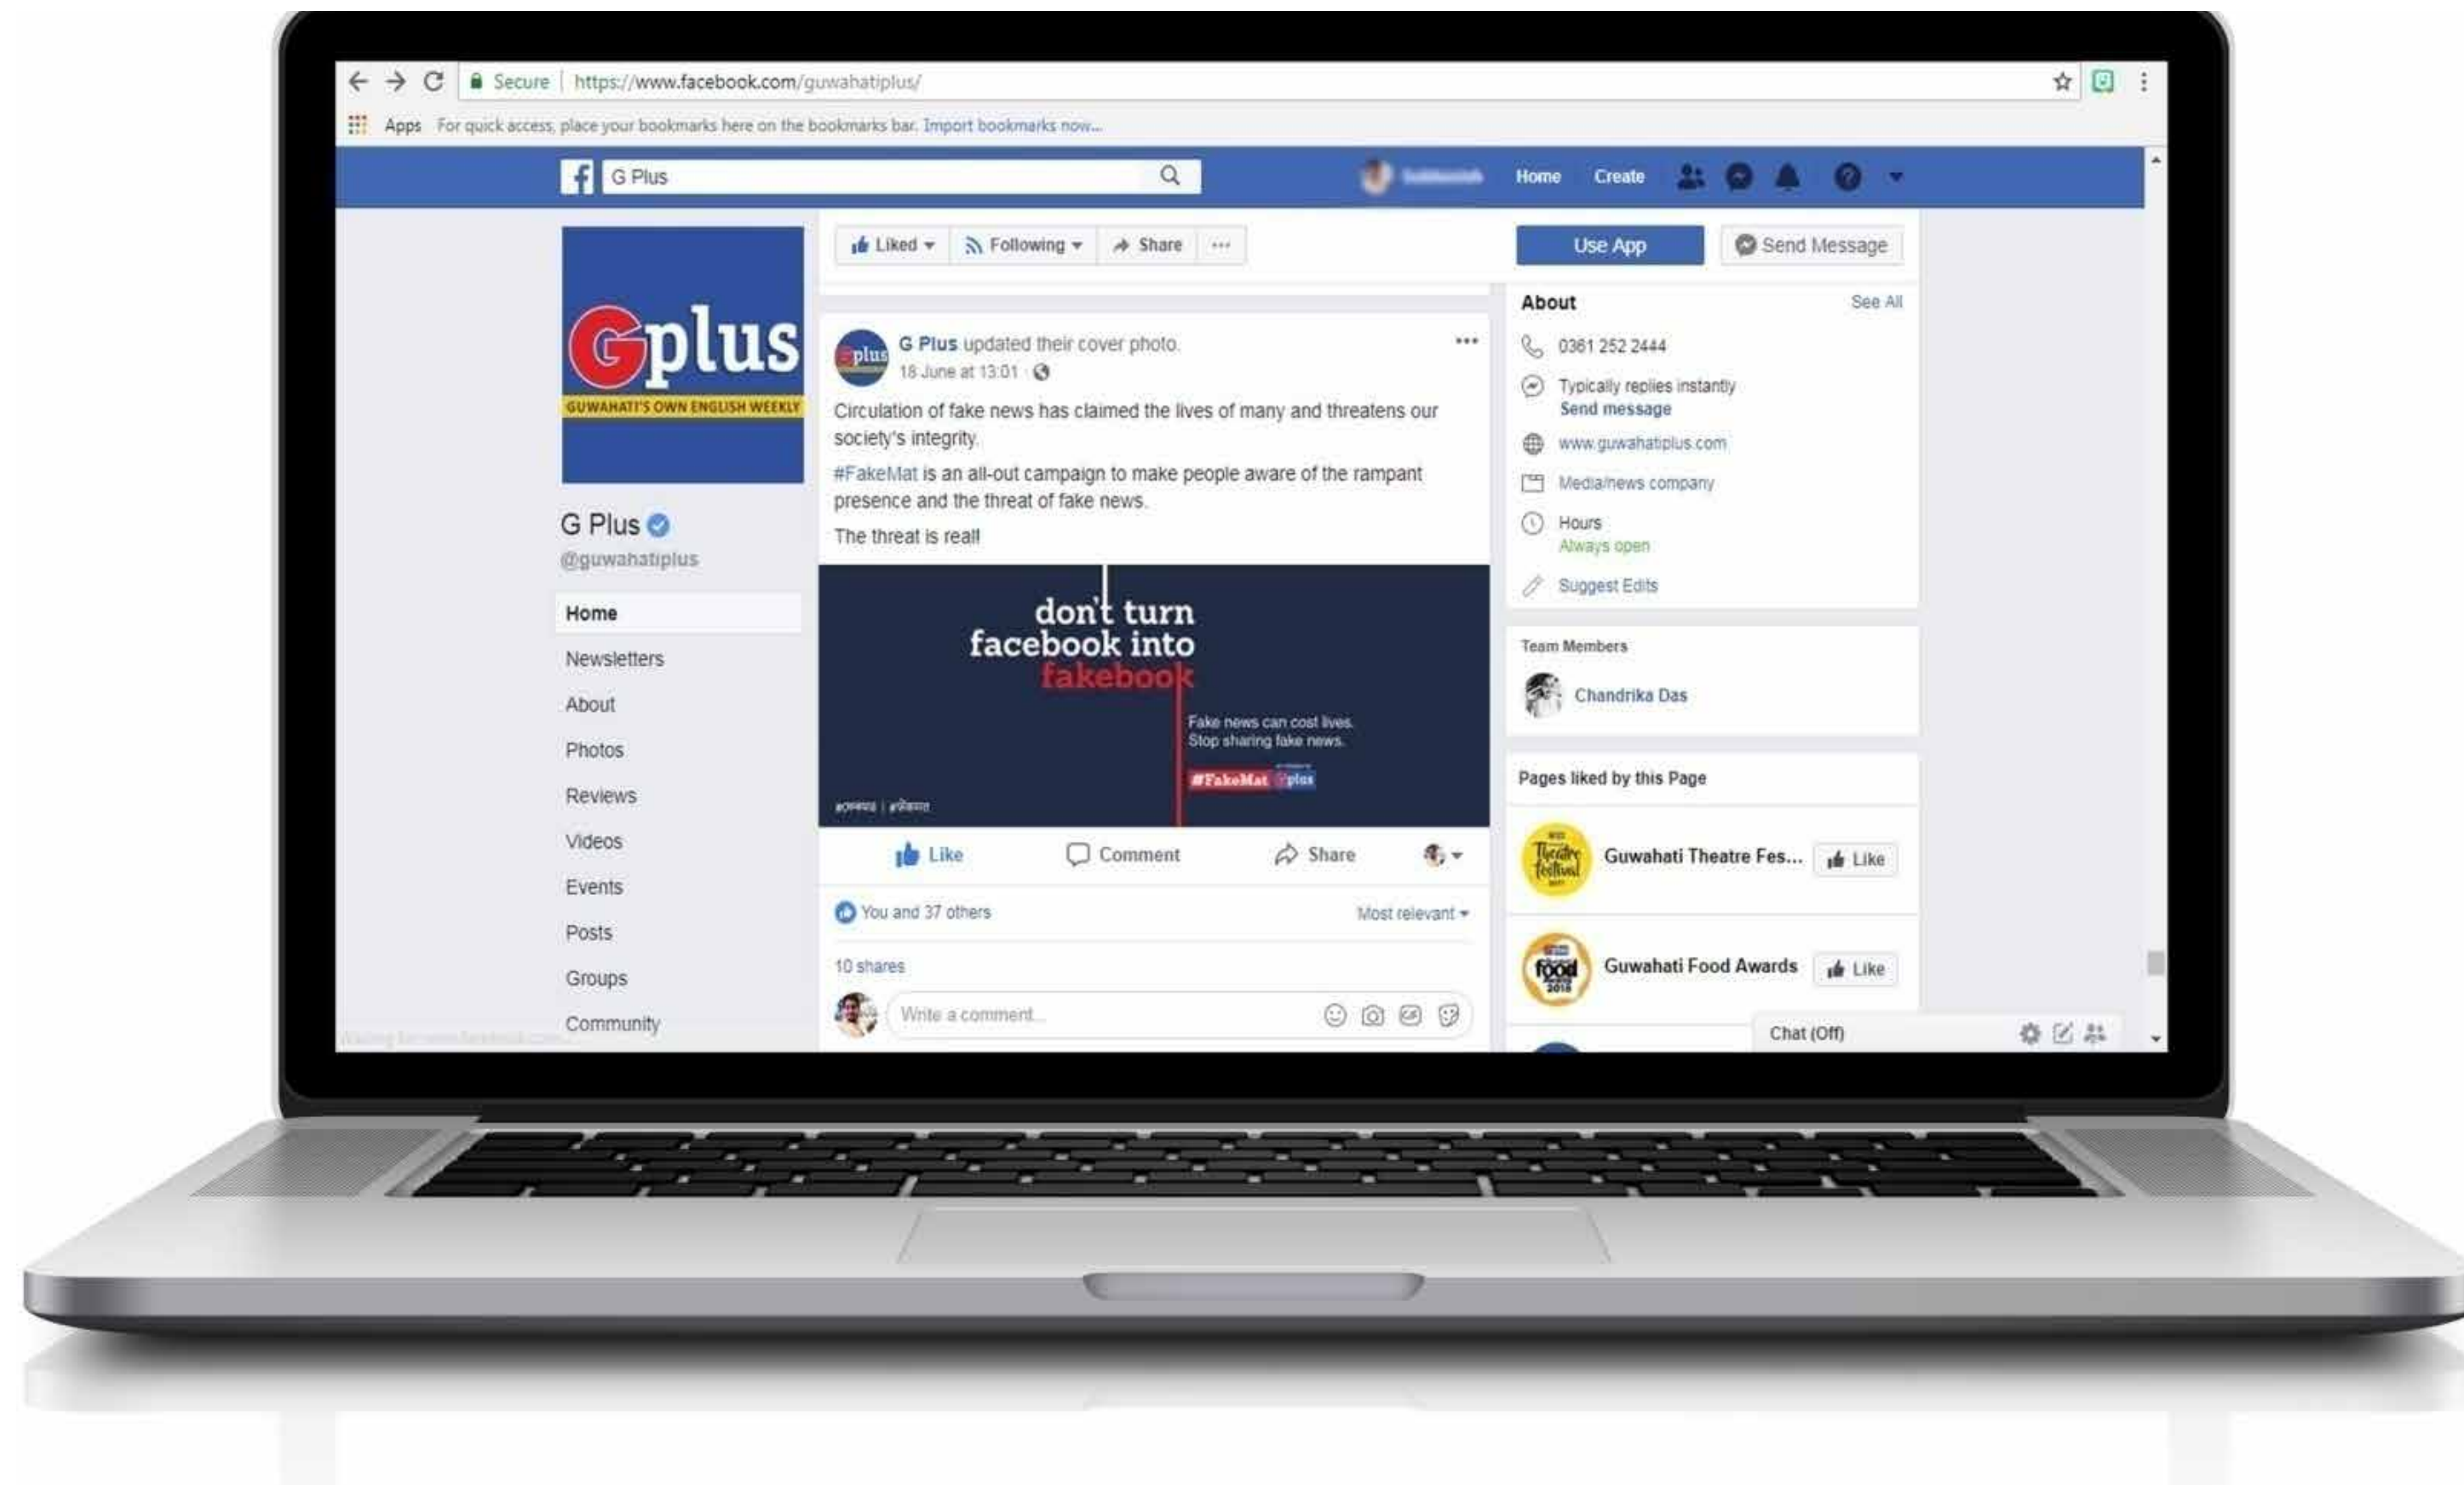 Secure | https://www.facebook.com/guwahatiplus/
Apps For quick access, place your bookmarks here on the bookmarks bar. Import bookmarks now...
f G Plus
Home Create
Gplus
GUWAHATI'S OWN ENGLISH WEEKLY
G Plus
@guwahatiplus
Home
Newsletters
About
Photos
Reviews
Videos
Events
Posts
Groups
Community
Liked Following Share ...
Use App Send Message
G Plus updated their cover photo.
18 June at 13:01
Circulation of fake news has claimed the lives of many and threatens our
society's integrity.
#FakeMat is an all-out campaign to make people aware of the rampant
presence and the threat of fake news.
The threat is real!
don't turn
facebook into
fakebook
Fake news can cost lives.
Stop sharing fake news.
#FakeMat Gplus
Like Comment Share
You and 37 others Most relevant
10 shares
Write a comment...
About See All
0361 252 2444
Typically replies instantly
Send message
www.guwahatiplus.com
Media/news company
Hours
Always open
Suggest Edits
Team Members
Chandrika Das
Pages liked by this Page
Theatre
festival
Guwahati Theatre Fes... Like
food
2018
Guwahati Food Awards Like
Chat (Off)